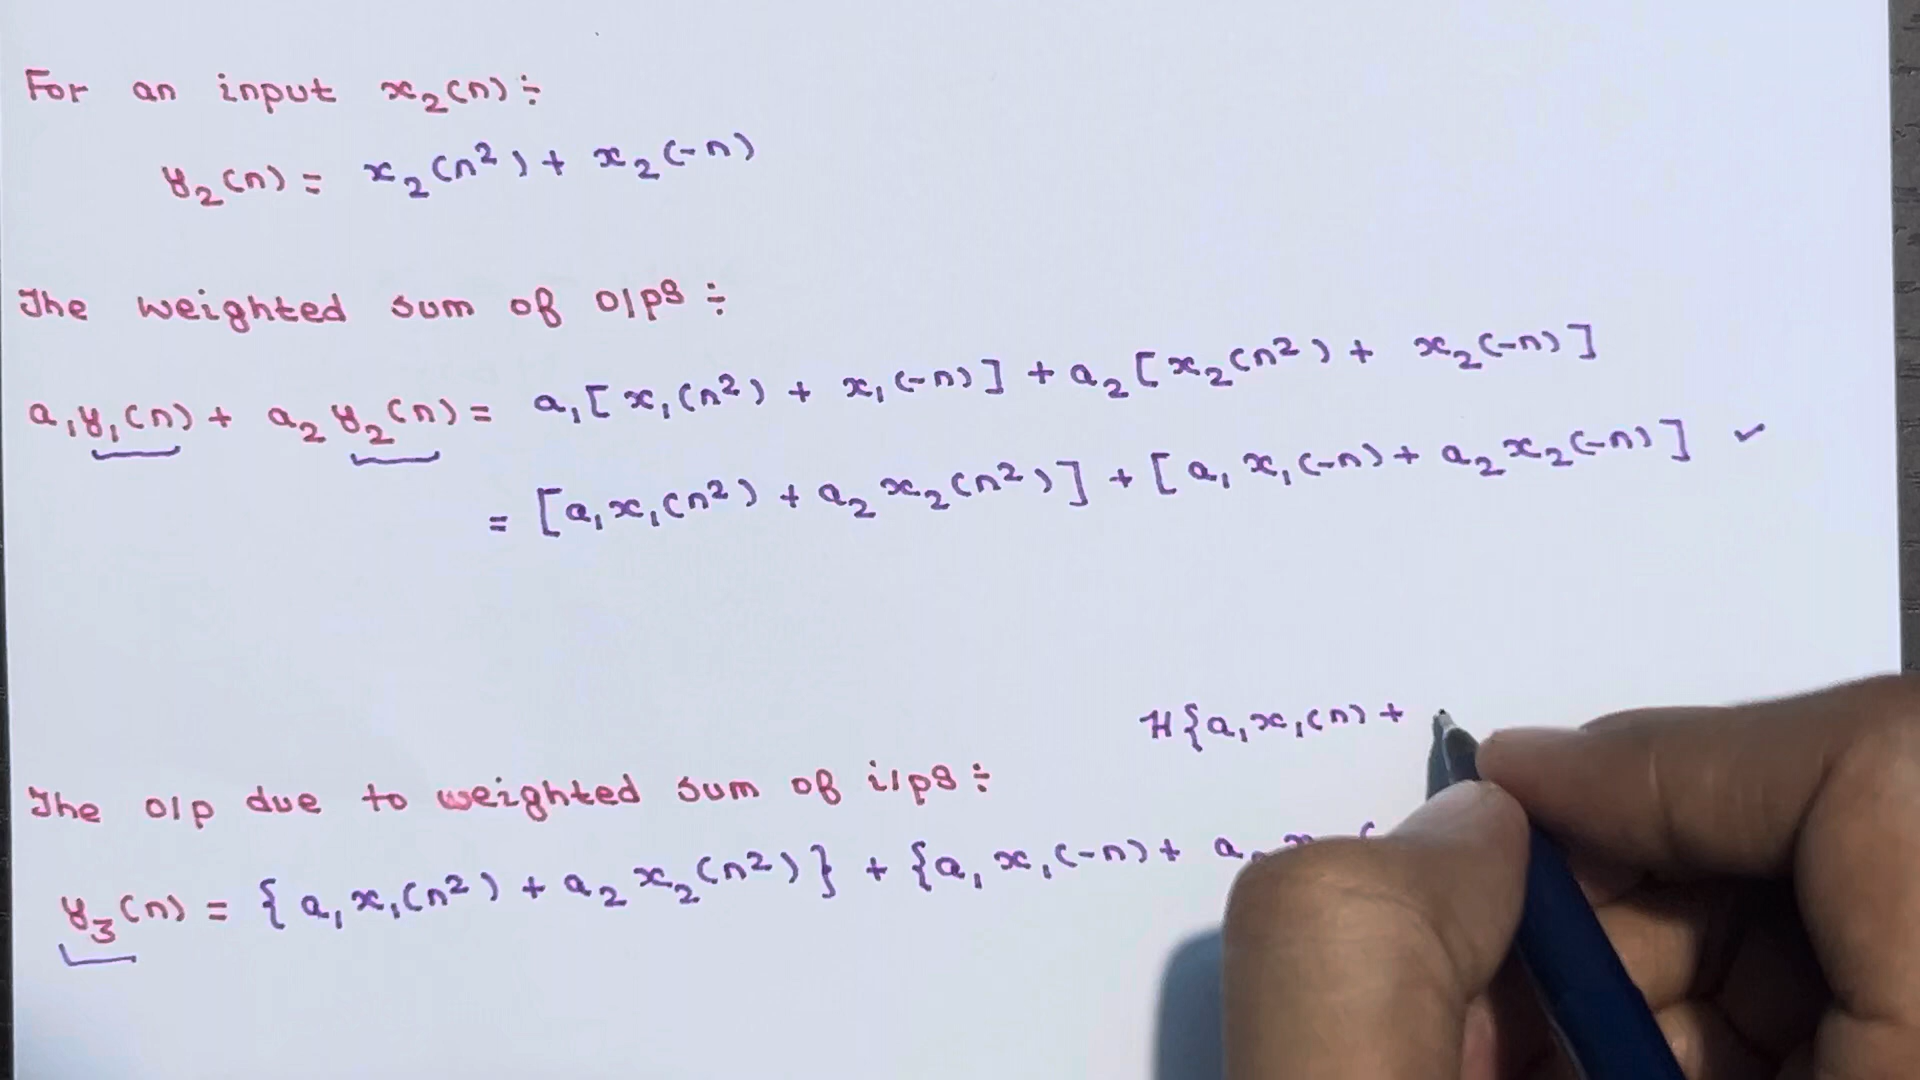 For an input x₂(n):
y₂(n) = x₂(n²) + x₂(-n)
The weighted sum of o/ps:
a₁y₁(n) + a₂y₂(n) = a₁[x₁(n²) + x₁(-n)] + a₂[x₂(n²) + x₂(-n)]
= [a₁x₁(n²) + a₂x₂(n²)] + [a₁x₁(-n) + a₂x₂(-n)] ✓
H{a₁x₁(n) +
The o/p due to weighted sum of i/ps:
y₃(n) = {a₁x₁(n²) + a₂x₂(n²)} + {a₁x₁(-n) + a